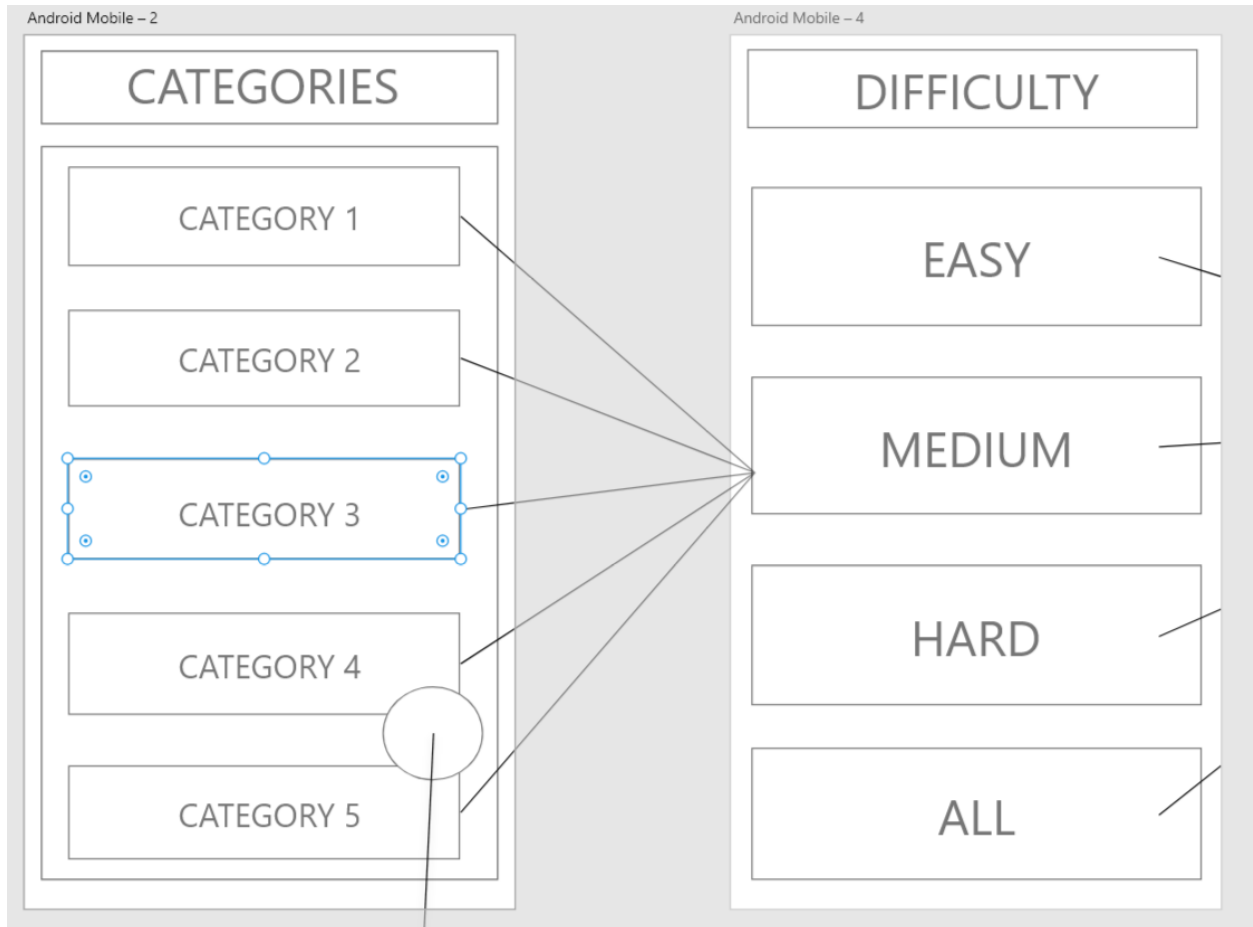 Android Mobile – 2
CATEGORIES
CATEGORY 1
CATEGORY 2
CATEGORY 3
CATEGORY 4
CATEGORY 5
Android Mobile – 4
DIFFICULTY
EASY
MEDIUM
HARD
ALL